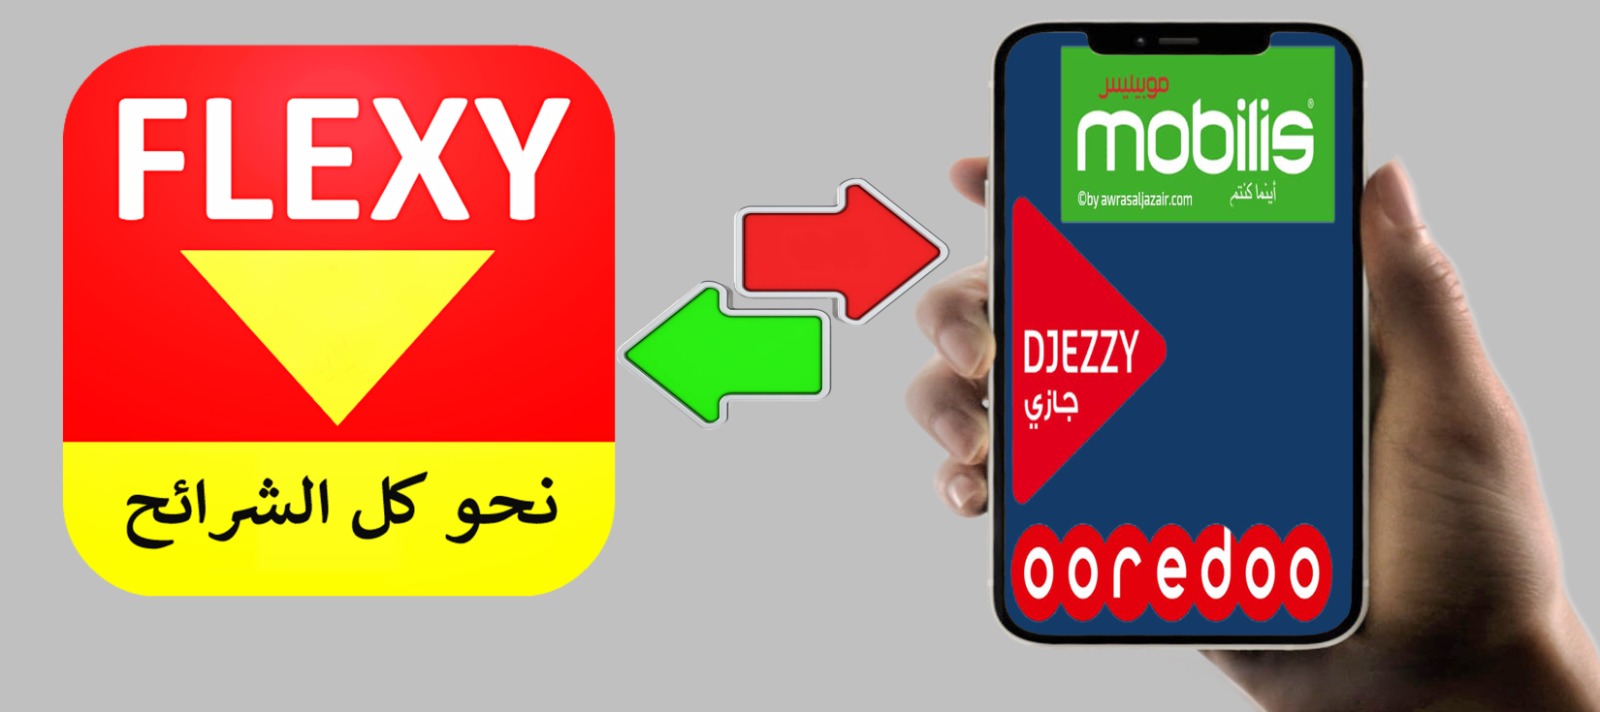 FLEXY
نحو كل الشرائح
موبيليس
mobilis®
©by awrasaljazair.com
أينما كنتم
DJEZZY
جازي
ooredoo